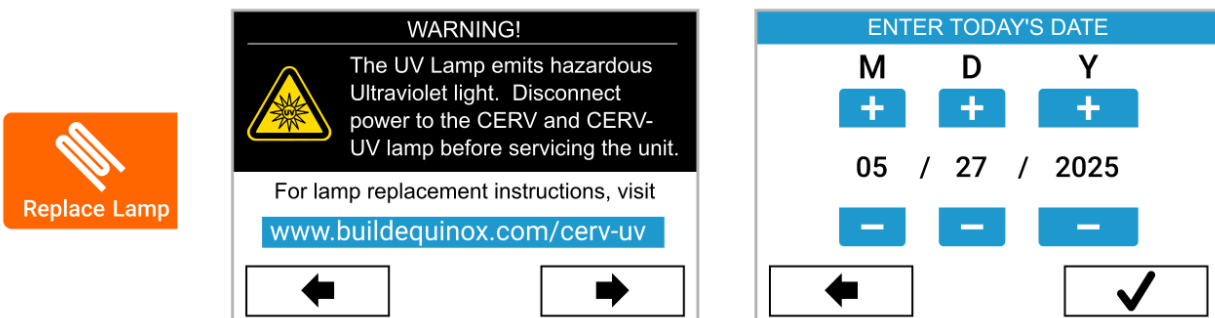 Replace Lamp
WARNING!
UV
The UV Lamp emits hazardous
Ultraviolet light. Disconnect
power to the CERV and CERV-
UV lamp before servicing the unit.
For lamp replacement instructions, visit
www.buildequinox.com/cerv-uv
ENTER TODAY'S DATE
M D Y
+ + +
05 / 27 / 2025
− − −